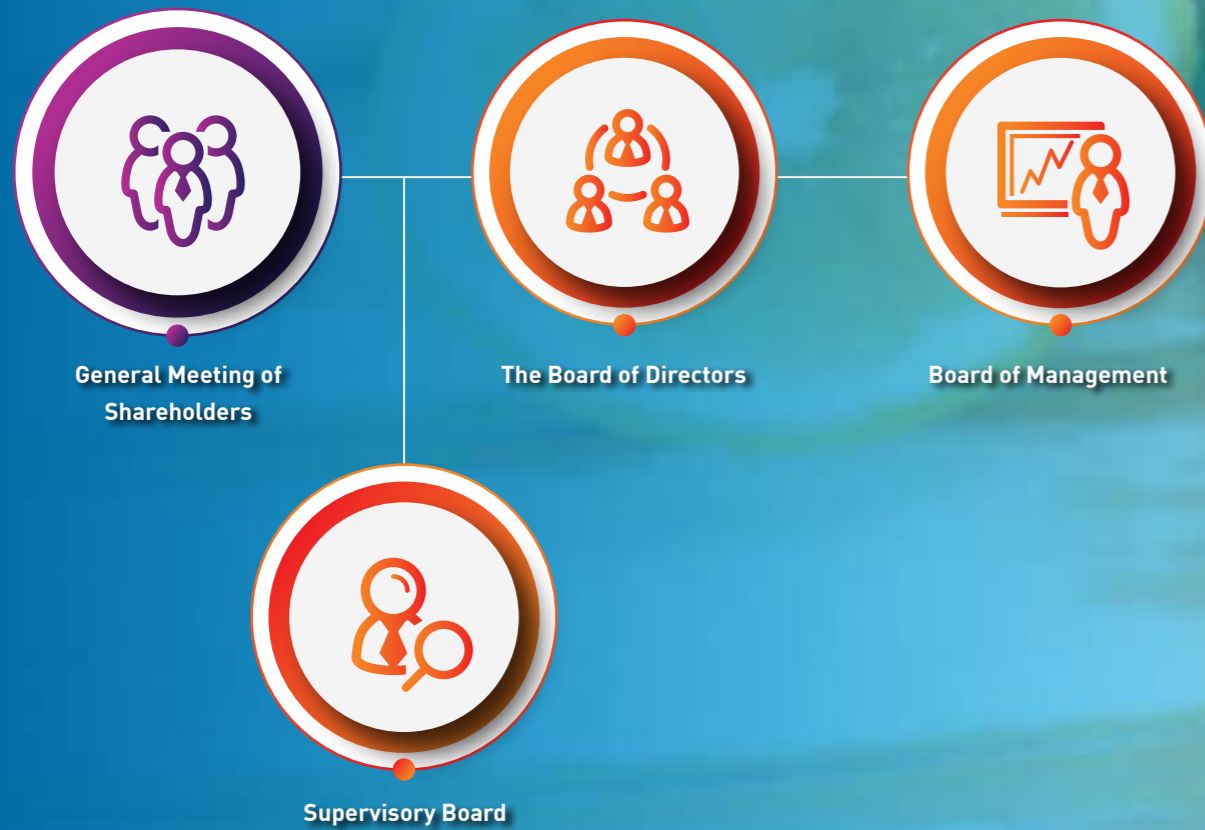 General Meeting of
Shareholders
The Board of Directors
Board of Management
Supervisory Board